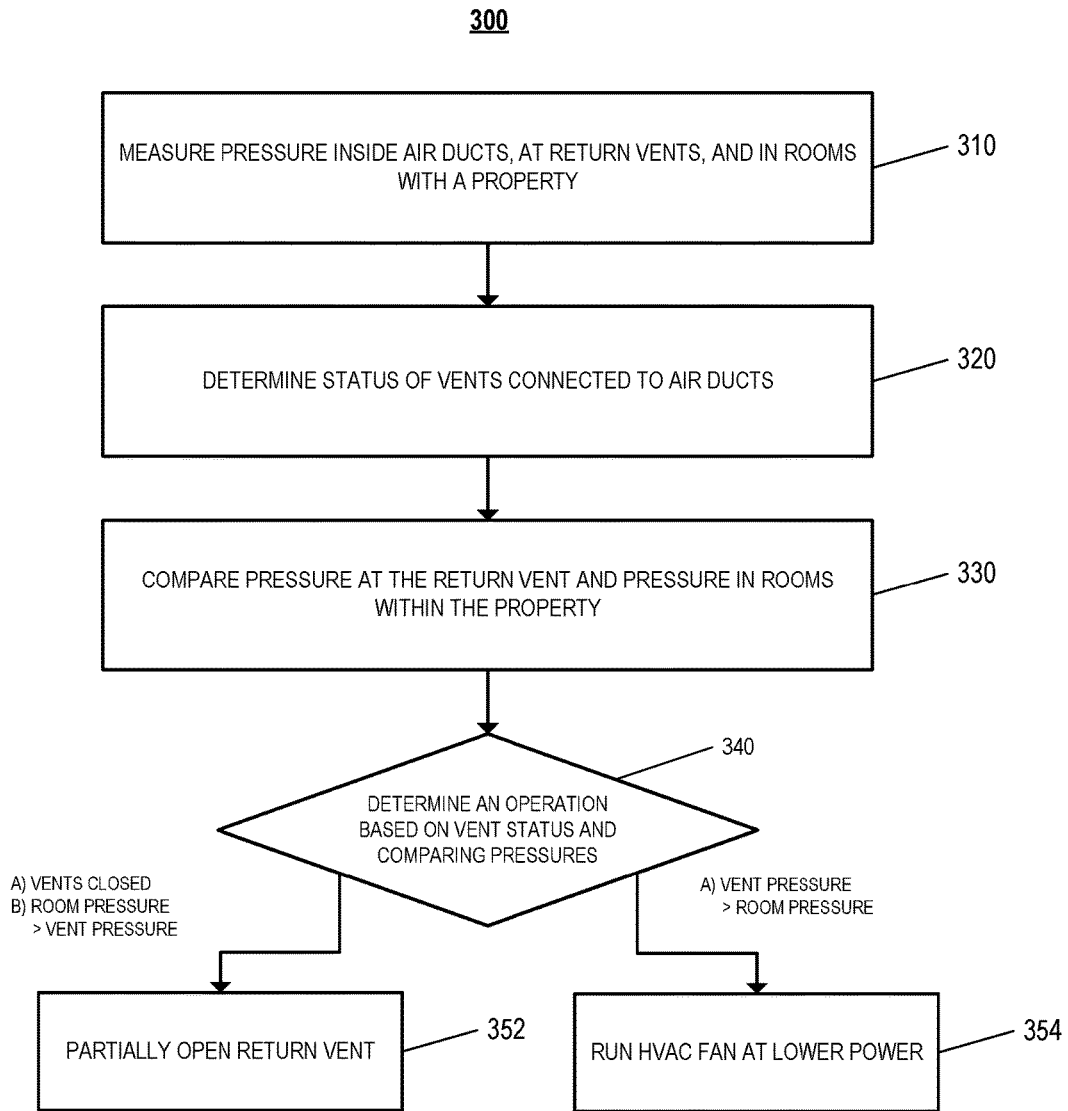 300
MEASURE PRESSURE INSIDE AIR DUCTS, AT RETURN VENTS, AND IN ROOMS
WITH A PROPERTY
310
DETERMINE STATUS OF VENTS CONNECTED TO AIR DUCTS
320
COMPARE PRESSURE AT THE RETURN VENT AND PRESSURE IN ROOMS
WITHIN THE PROPERTY
330
340
DETERMINE AN OPERATION
BASED ON VENT STATUS AND
COMPARING PRESSURES
A) VENTS CLOSED
B) ROOM PRESSURE
> VENT PRESSURE
A) VENT PRESSURE
> ROOM PRESSURE
PARTIALLY OPEN RETURN VENT
352
RUN HVAC FAN AT LOWER POWER
354